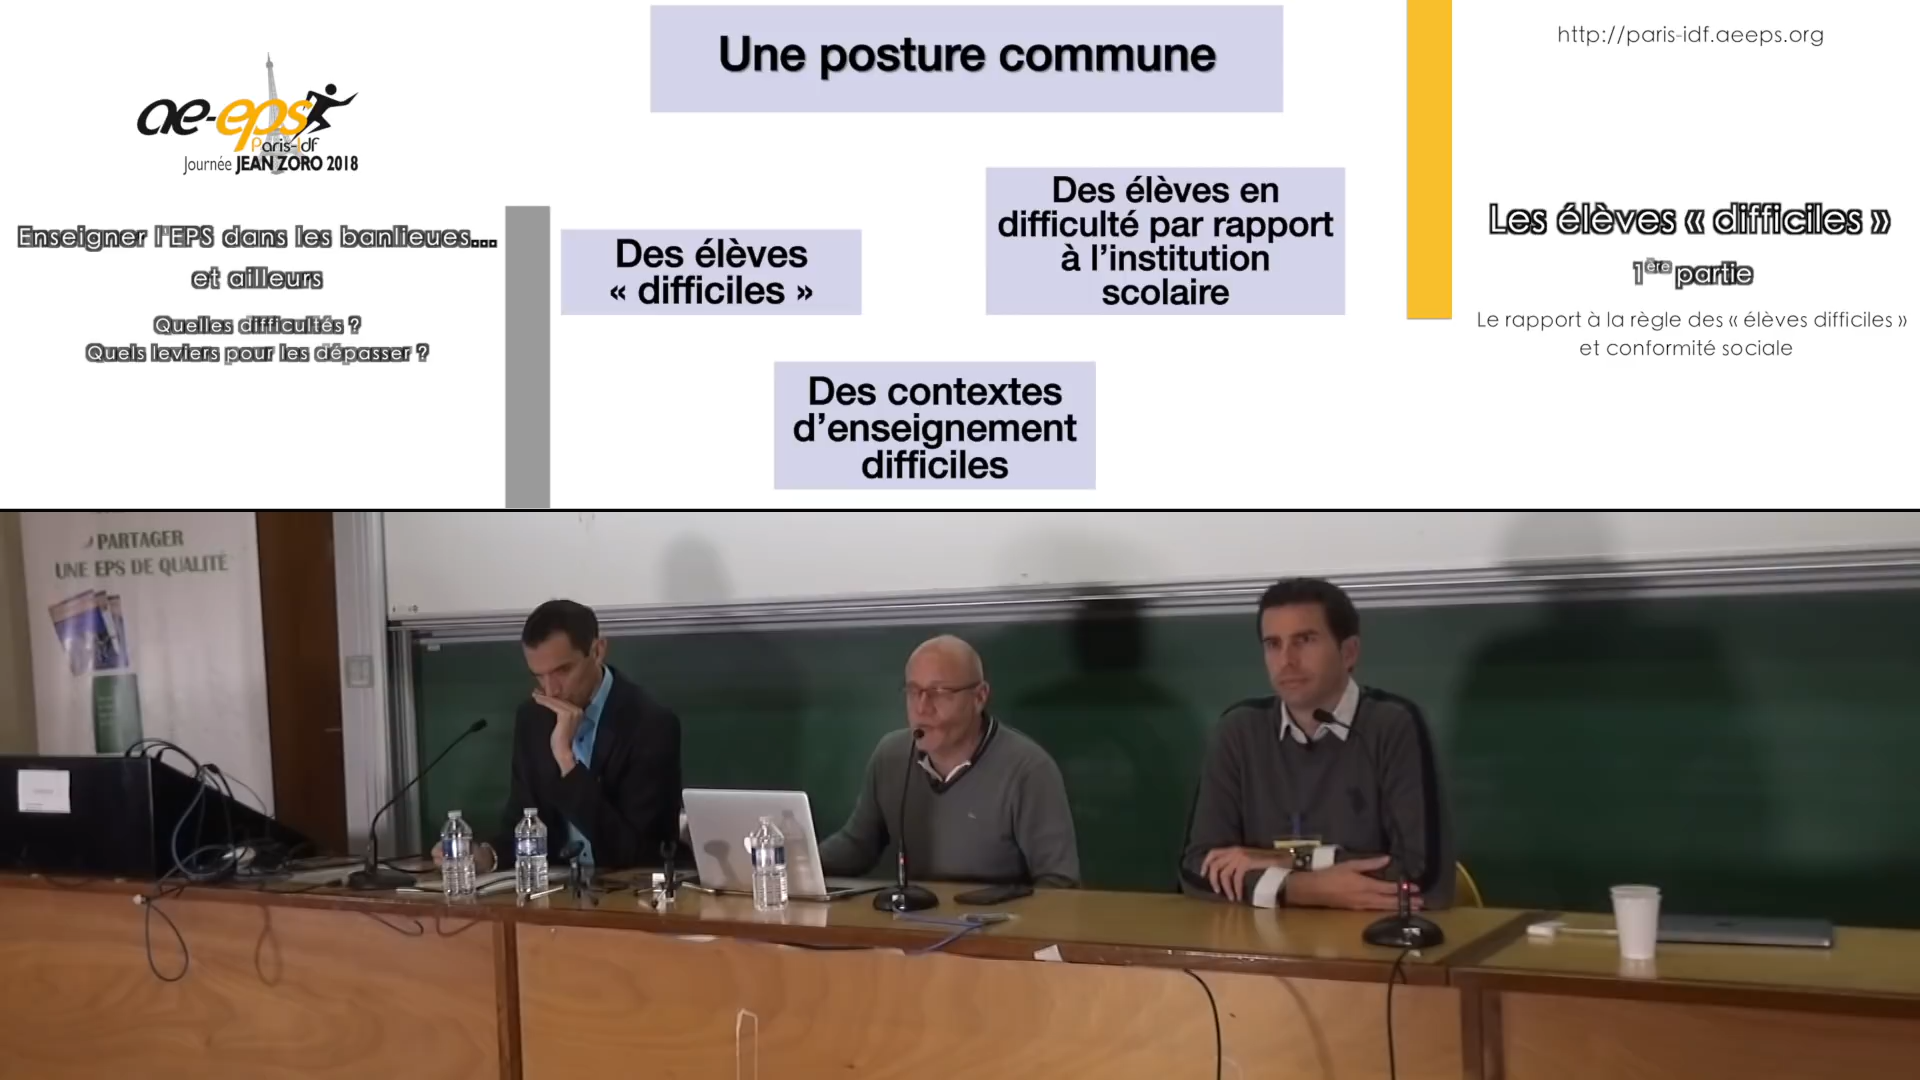 ae-eps
Paris-Idf
Journée JEAN ZORO 2018
Enseigner l'EPS dans les banlieues...
et ailleurs
Quelles difficultés ?
Quels leviers pour les dépasser ?
Une posture commune
Des élèves
« difficiles »
Des élèves en
difficulté par rapport
à l'institution
scolaire
Des contextes
d'enseignement
difficiles
http://paris-idf.aeeps.org
Les élèves « difficiles »
1ère partie
Le rapport à la règle des « élèves difficiles »
et conformité sociale
PARTAGER
UNE EPS DE QUALITÉ